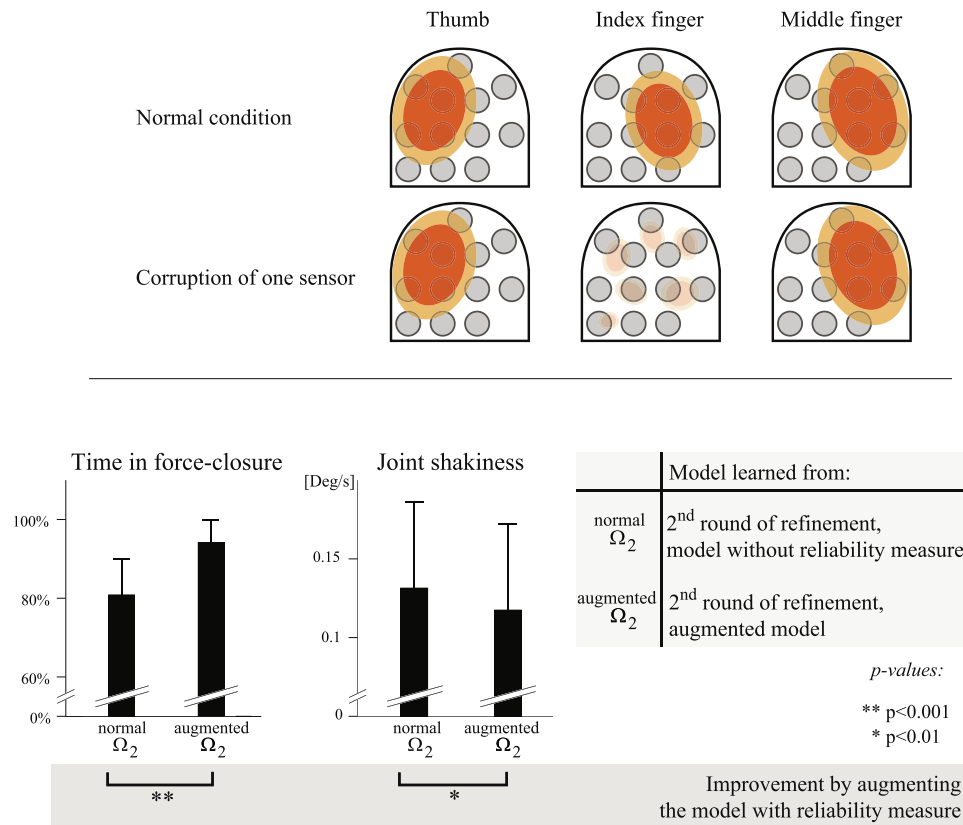 Thumb
Index finger
Middle finger
Normal condition
Corruption of one sensor
Time in force-closure
100%
80%
60%
0%
normal
Ω2
augmented
Ω2
**
Joint shakiness
[Deg/s]
0.15
0.1
0
normal
Ω2
augmented
Ω2
*
Model learned from:
normal
Ω2
2nd round of refinement,
model without reliability measure
augmented
Ω2
2nd round of refinement,
augmented model
p-values:
** p<0.001
* p<0.01
Improvement by augmenting
the model with reliability measure